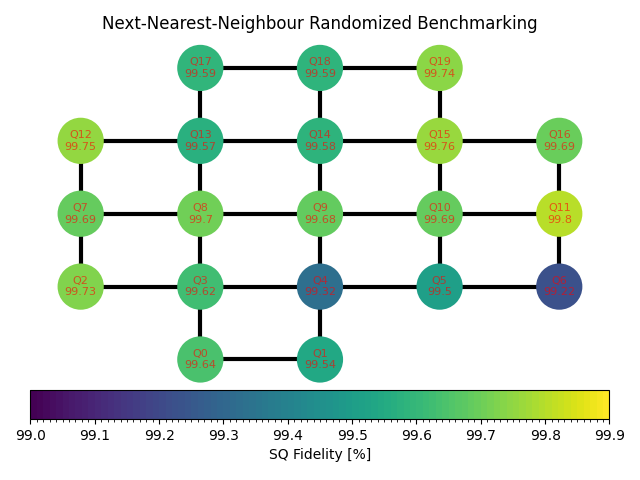 Next-Nearest-Neighbour Randomized Benchmarking
Q17
99.59
Q18
99.59
Q19
99.74
Q12
99.75
Q13
99.57
Q14
99.58
Q15
99.76
Q16
99.69
Q7
99.69
Q8
99.7
Q9
99.68
Q10
99.69
Q11
99.8
Q2
99.73
Q3
99.62
Q4
99.32
Q5
99.5
Q6
Q0
99.64
Q1
99.54
99.0 99.1 99.2 99.3 99.4 99.5 99.6 99.7 99.8 99.9
SQ Fidelity [%]